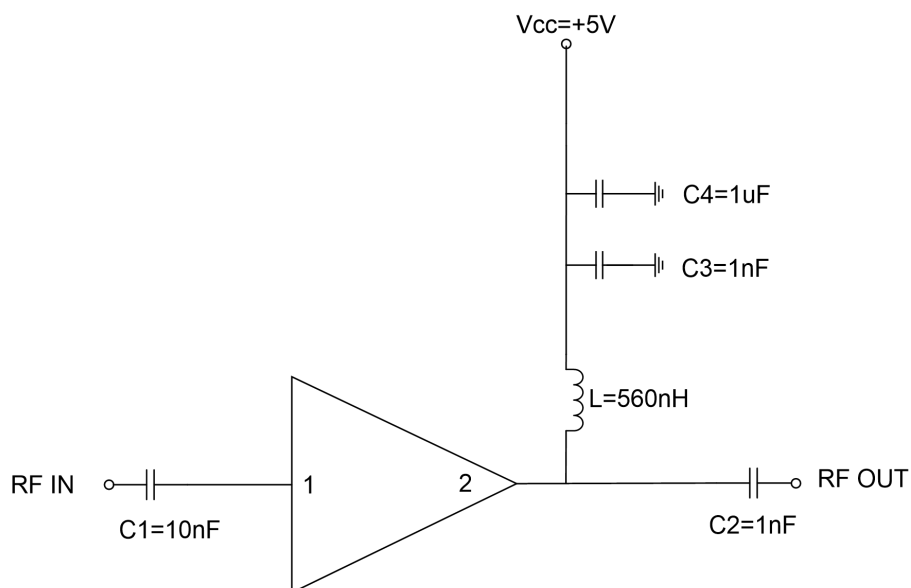 Vcc=+5V
C4=1uF
C3=1nF
L=560nH
RF IN
1
2
RF OUT
C1=10nF
C2=1nF